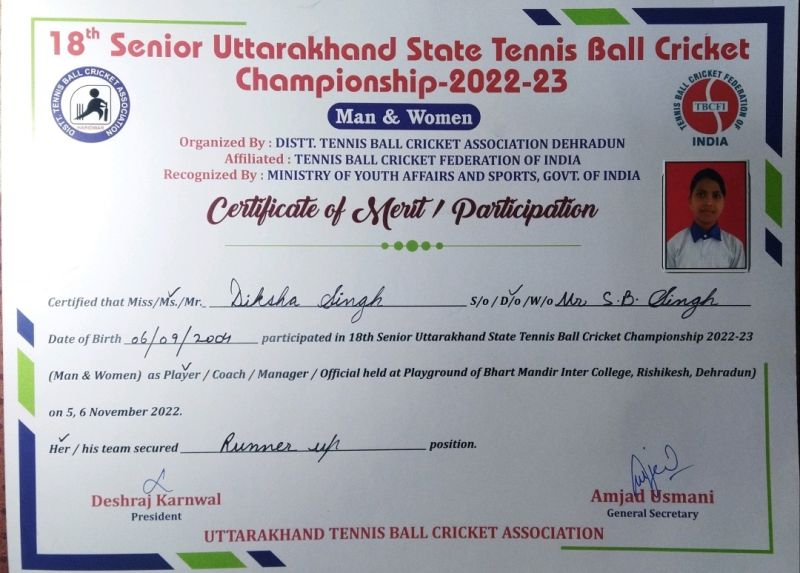 18th Senior Uttarakhand State Tennis Ball Cricket
Championship-2022-23
DISTT. TENNIS BALL CRICKET ASSOCIATION
HARIDWAR
Man & Women
TENNIS BALL CRICKET FEDERATION OF
TBCFI
INDIA
Organized By : DISTT. TENNIS BALL CRICKET ASSOCIATION DEHRADUN
Affiliated : TENNIS BALL CRICKET FEDERATION OF INDIA
Recognized By : MINISTRY OF YOUTH AFFAIRS AND SPORTS, GOVT. OF INDIA
Certificate of Merit / Participation
Certified that Miss/Ms./Mr. Diksha Singh S/o / D/o /W/o Mr. S.B. Singh
Date of Birth 06/09/2004 participated in 18th Senior Uttarakhand State Tennis Ball Cricket Championship 2022-23
(Man & Women) as Player / Coach / Manager / Official held at Playground of Bhart Mandir Inter College, Rishikesh, Dehradun)
on 5, 6 November 2022.
Her / his team secured Runner up position.
Deshraj Karnwal
President
Amjad Usmani
General Secretary
UTTARAKHAND TENNIS BALL CRICKET ASSOCIATION